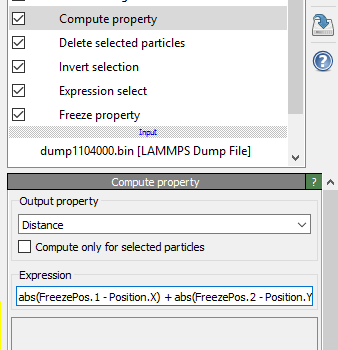 Compute property
Delete selected particles
Invert selection
Expression select
Freeze property
Input
dump1104000.bin [LAMMPS Dump File]
Compute property ?
Output property
Distance
Compute only for selected particles
Expression
abs(FreezePos.1 - Position.X) + abs(FreezePos.2 - Position.Y